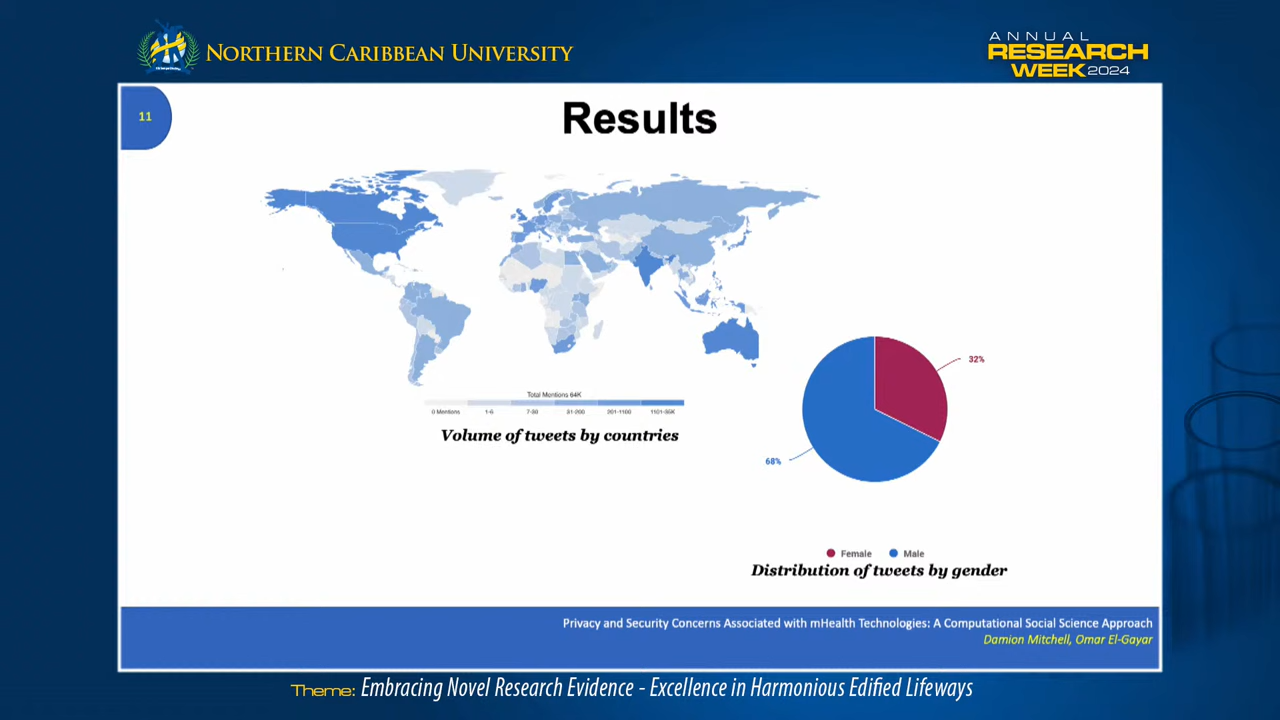 NORTHERN CARIBBEAN UNIVERSITY
ANNUAL
RESEARCH
WEEK 2024
11
Results
Total Mentions 64K
0 Mentions 1-6 7-30 31-200 201-1100 1101-35K
Volume of tweets by countries
32%
68%
Female Male
Distribution of tweets by gender
Privacy and Security Concerns Associated with mHealth Technologies: A Computational Social Science Approach
Damion Mitchell, Omar El-Gayar
Theme: Embracing Novel Research Evidence - Excellence in Harmonious Edified Lifeways